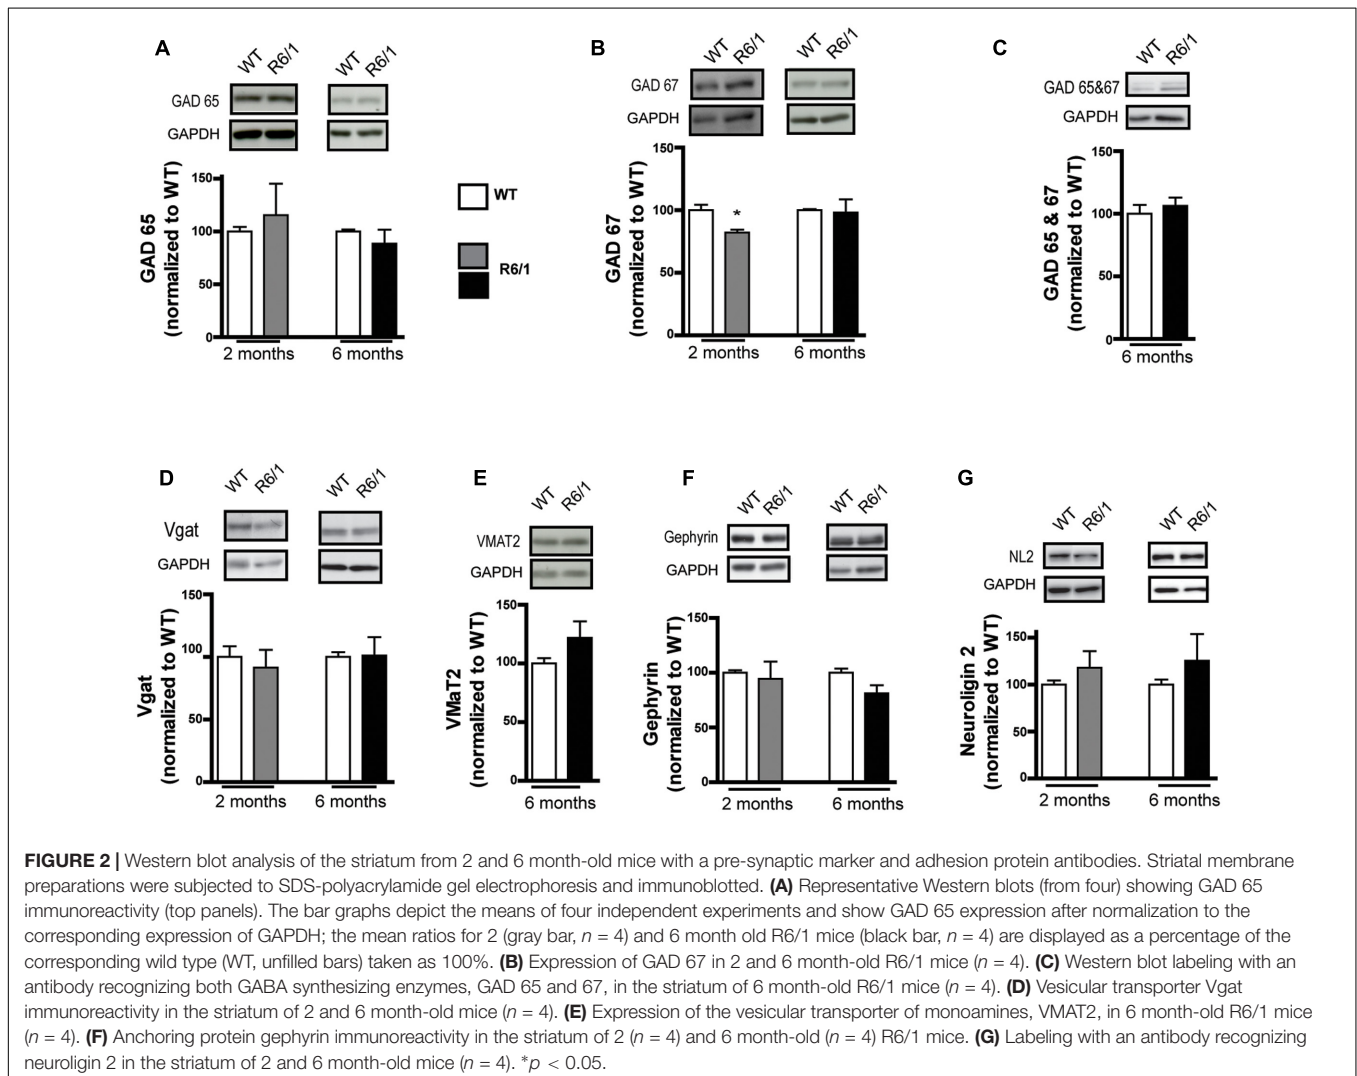 A
WT R6/1 WT R6/1
GAD 65
GAPDH
GAD 65
(normalized to WT)
150
100
50
0
2 months 6 months
WT
R6/1
B
WT R6/1 WT R6/1
GAD 67
GAPDH
GAD 67
(normalized to WT)
150
100
50
0
*
2 months 6 months
C
WT R6/1
GAD 65&67
GAPDH
GAD 65 & 67
(normalized to WT)
150
100
50
0
6 months
D
WT R6/1 WT R6/1
Vgat
GAPDH
Vgat
(normalized to WT)
150
100
50
0
2 months 6 months
E
WT R6/1
VMAT2
GAPDH
VMaT2
(normalized to WT)
150
100
50
0
6 months
F
WT R6/1 WT R6/1
Gephyrin
GAPDH
Gephyrin
(normalized to WT)
150
100
50
0
2 months 6 months
G
WT R6/1 WT R6/1
NL2
GAPDH
Neuroligin 2
(normalized to WT)
150
100
50
0
2 months 6 months
FIGURE 2 | Western blot analysis of the striatum from 2 and 6 month-old mice with a pre-synaptic marker and adhesion protein antibodies. Striatal membrane
preparations were subjected to SDS-polyacrylamide gel electrophoresis and immunoblotted. (A) Representative Western blots (from four) showing GAD 65
immunoreactivity (top panels). The bar graphs depict the means of four independent experiments and show GAD 65 expression after normalization to the
corresponding expression of GAPDH; the mean ratios for 2 (gray bar, n = 4) and 6 month old R6/1 mice (black bar, n = 4) are displayed as a percentage of the
corresponding wild type (WT, unfilled bars) taken as 100%. (B) Expression of GAD 67 in 2 and 6 month-old R6/1 mice (n = 4). (C) Western blot labeling with an
antibody recognizing both GABA synthesizing enzymes, GAD 65 and 67, in the striatum of 6 month-old R6/1 mice (n = 4). (D) Vesicular transporter Vgat
immunoreactivity in the striatum of 2 and 6 month-old mice (n = 4). (E) Expression of the vesicular transporter of monoamines, VMAT2, in 6 month-old R6/1 mice
(n = 4). (F) Anchoring protein gephyrin immunoreactivity in the striatum of 2 (n = 4) and 6 month-old (n = 4) R6/1 mice. (G) Labeling with an antibody recognizing
neuroligin 2 in the striatum of 2 and 6 month-old mice (n = 4). *p < 0.05.